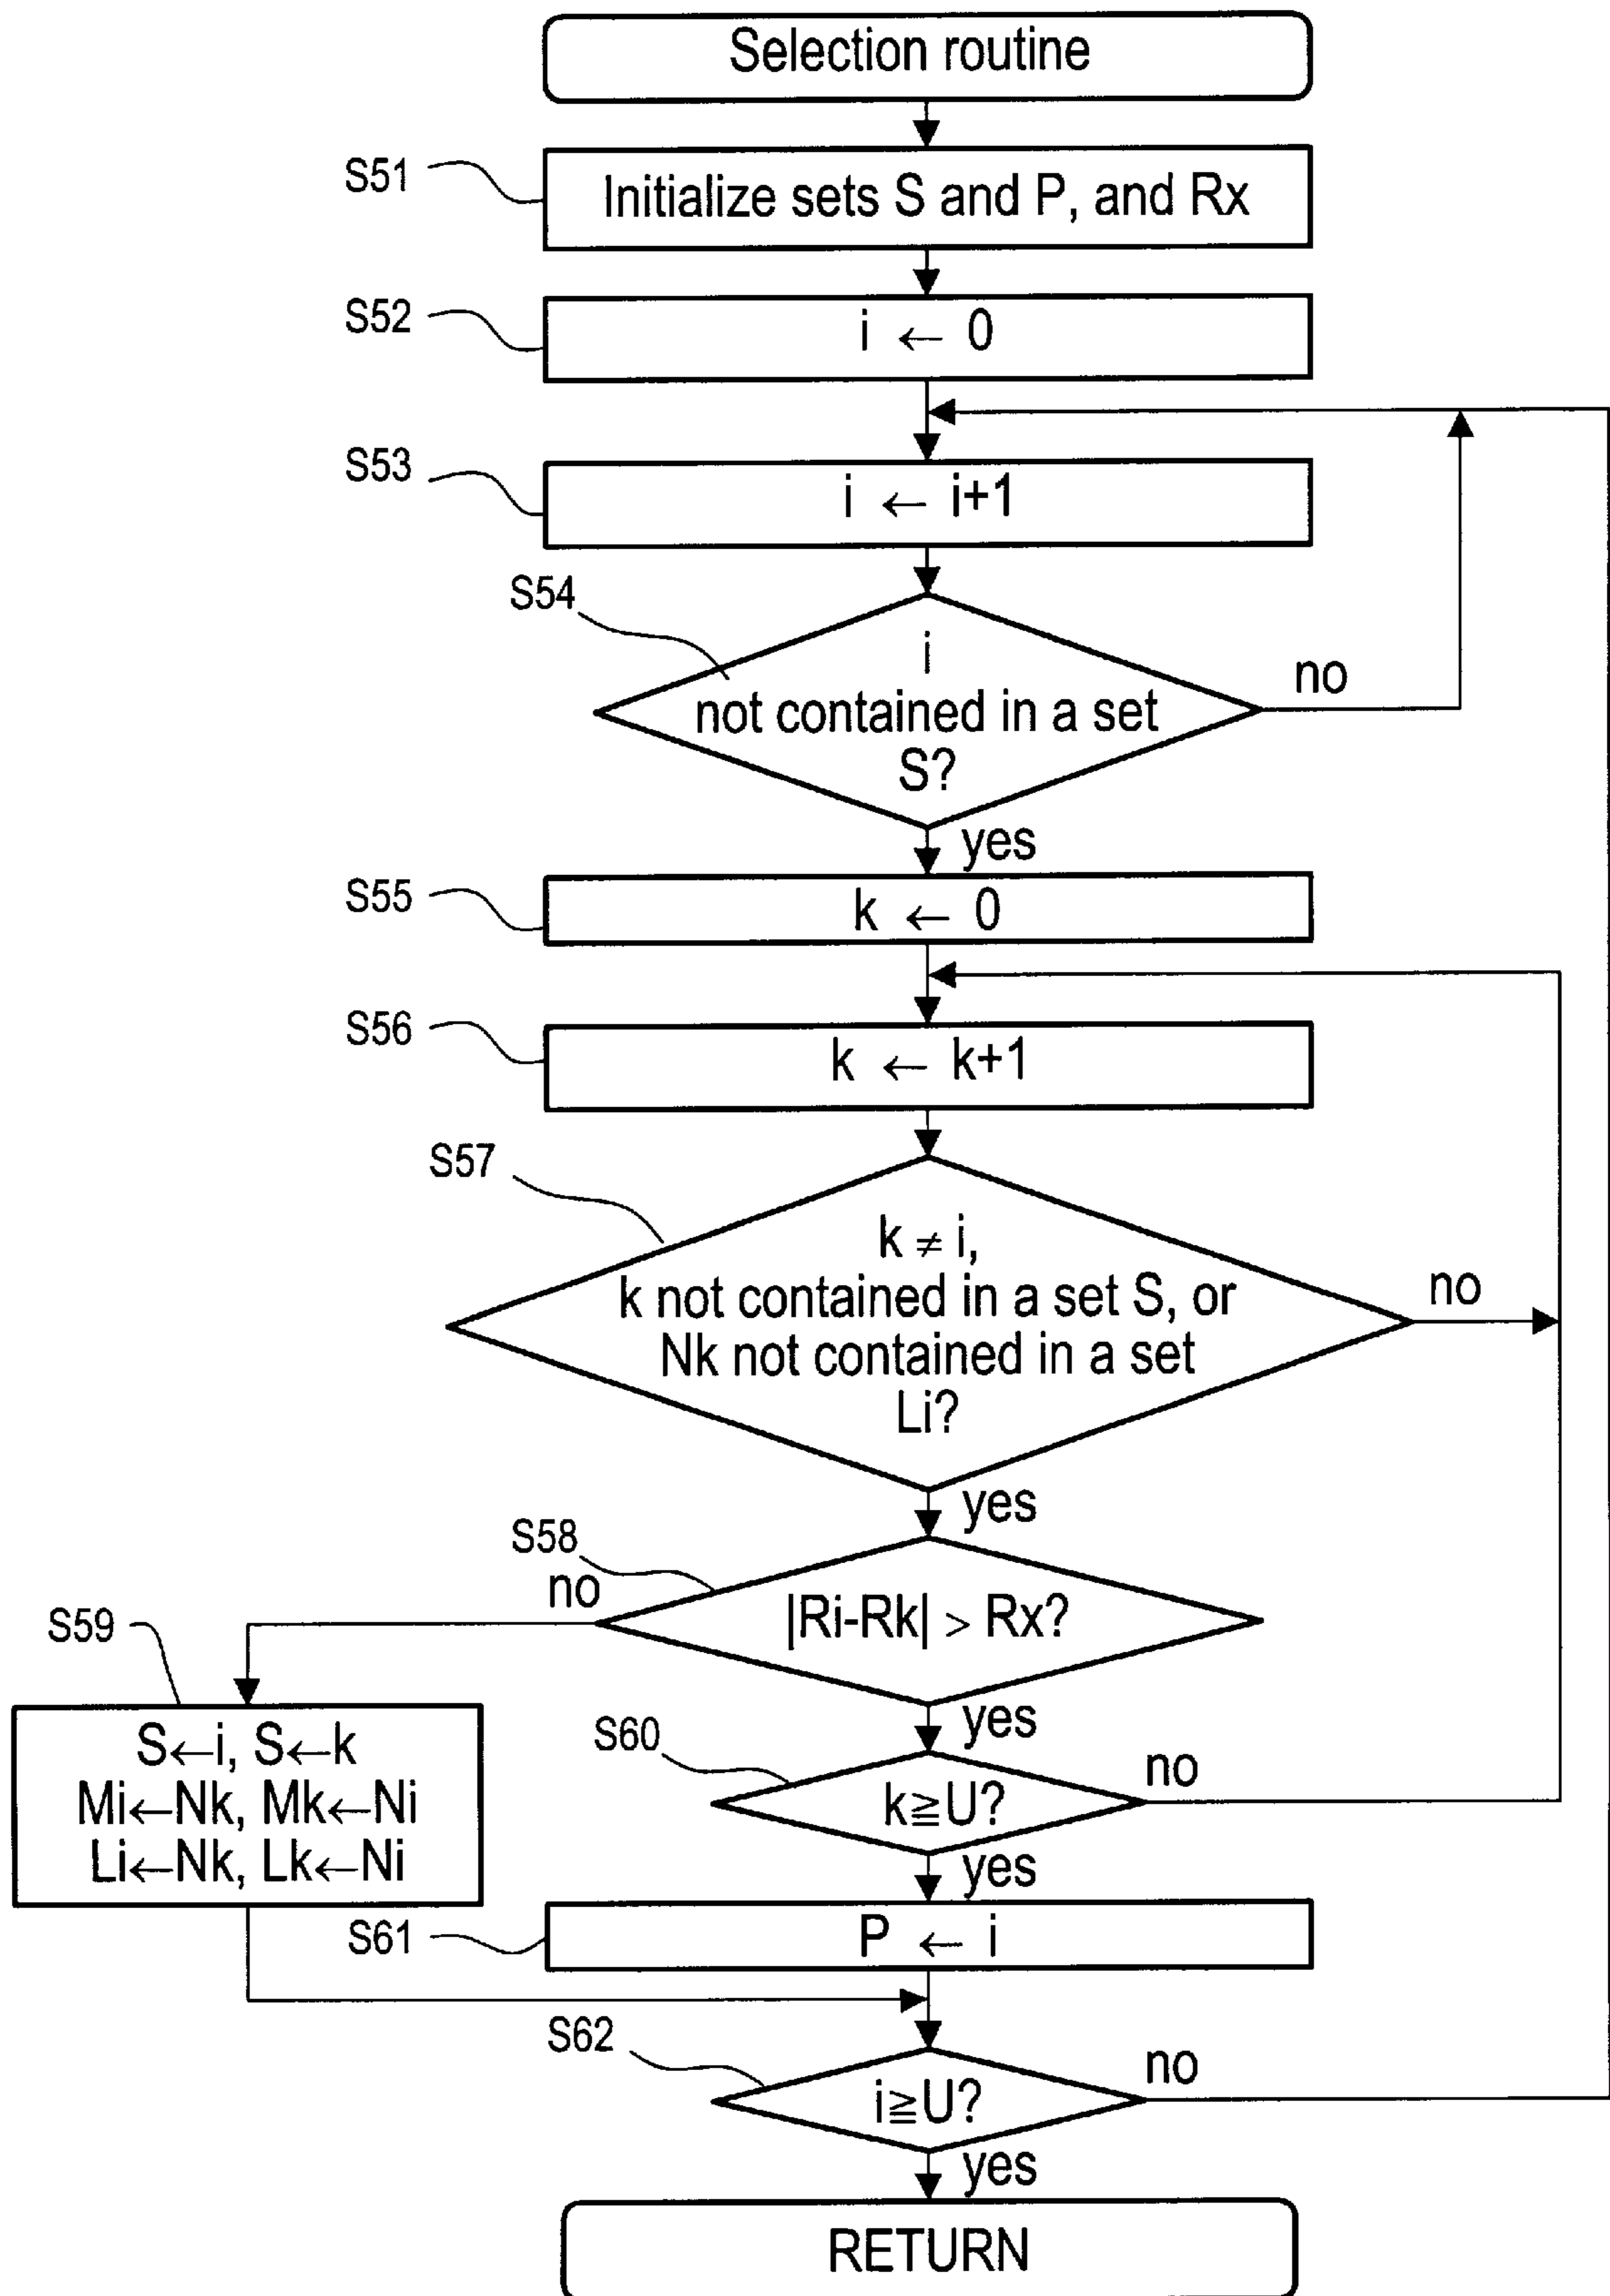 Selection routine
S51
Initialize sets S and P, and Rx
S52
i ← 0
S53
i ← i+1
S54
i
not contained in a set
S?
no
yes
S55
k ← 0
S56
k ← k+1
S57
k ≠ i,
k not contained in a set S, or
Nk not contained in a set
Li?
no
yes
S58
no
|Ri-Rk| > Rx?
S59
yes
S←i, S←k
Mi←Nk, Mk←Ni
Li←Nk, Lk←Ni
S60
k≧U?
no
yes
S61
P ← i
S62
i≧U?
no
yes
RETURN